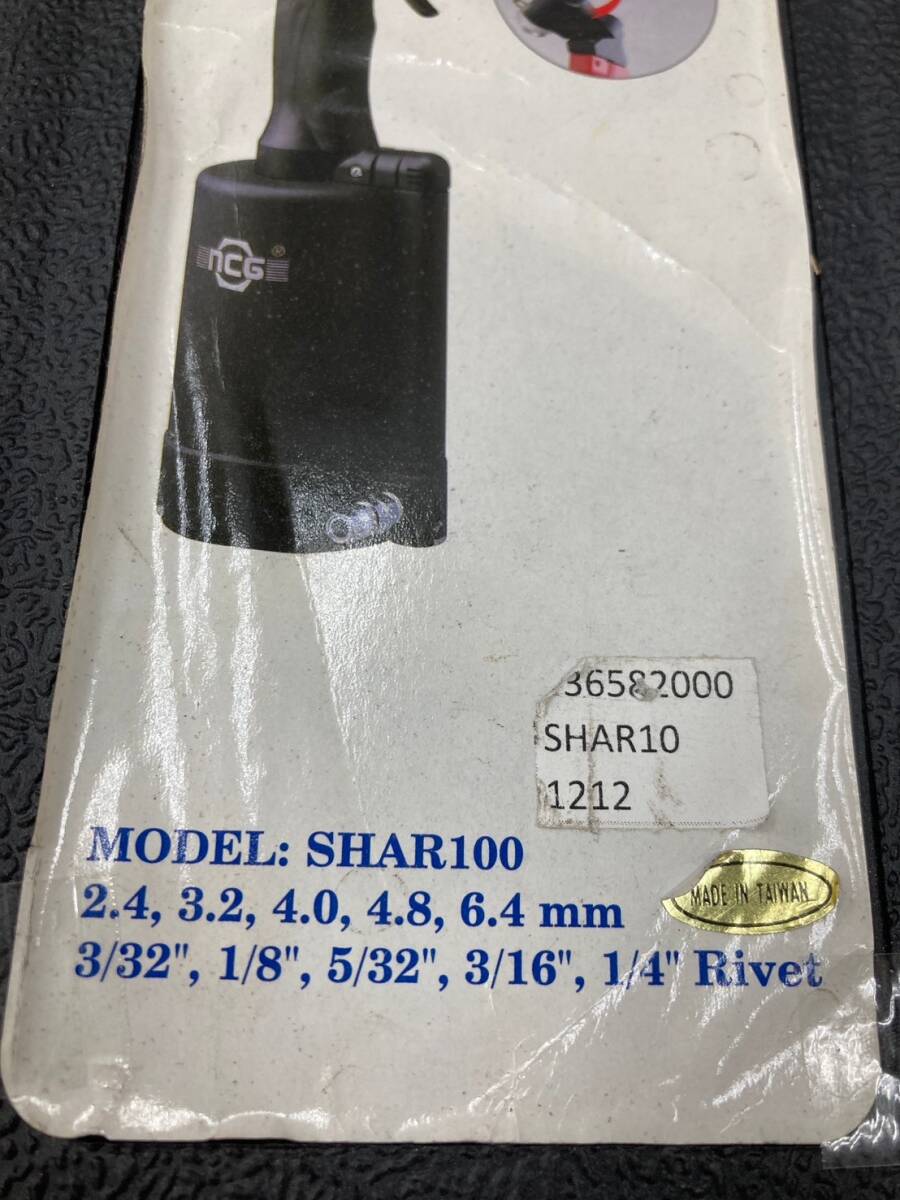 nCG ®
36582000
SHAR10
1212
MODEL: SHAR100
2.4, 3.2, 4.0, 4.8, 6.4 mm
MADE IN TAIWAN
3/32", 1/8", 5/32", 3/16", 1/4" Rivet